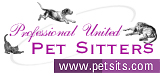 Professional United
PET SITTERS
www.petsits.com